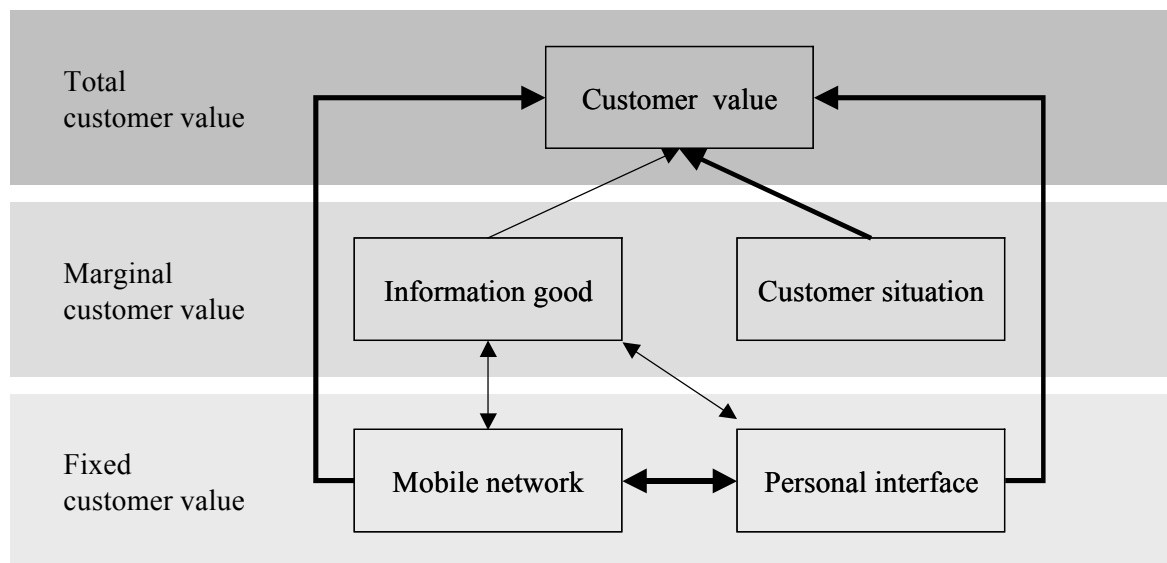 Total
customer value
Customer value
Marginal
customer value
Information good
Customer situation
Fixed
customer value
Mobile network
Personal interface